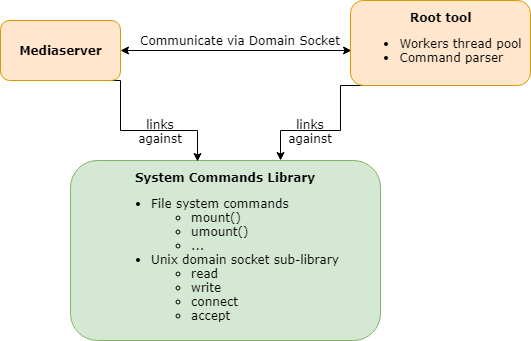 Mediaserver
Communicate via Domain Socket
Root tool
• Workers thread pool
• Command parser
links
against
links
against
System Commands Library
• File system commands
◦ mount()
◦ umount()
◦ ...
• Unix domain socket sub-library
◦ read
◦ write
◦ connect
◦ accept